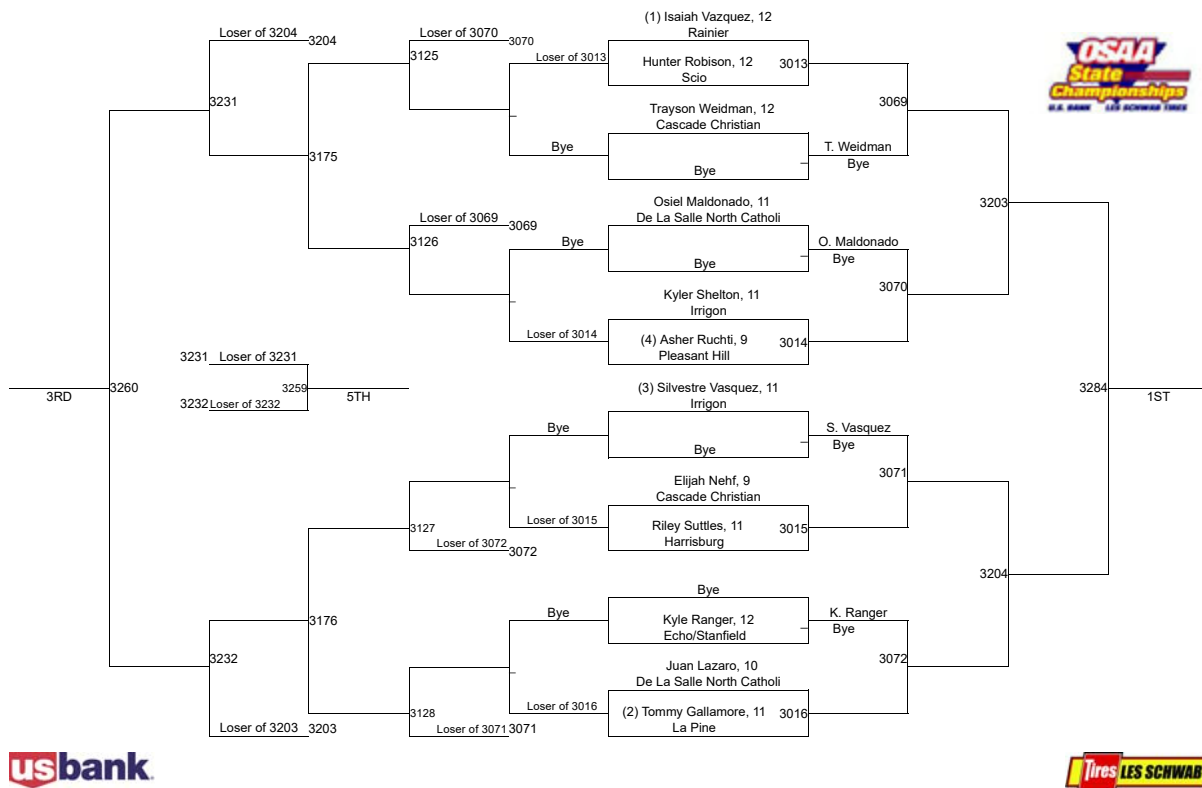 (1) Isaiah Vazquez, 12
Rainier
Loser of 3204
3204
Loser of 3070
3070
3125
Loser of 3013
Hunter Robison, 12
Scio
3013
OSAA
State
Championships
U.S. BANK LES SCHWAB TIRES
3231
Trayson Weidman, 12
Cascade Christian
3069
3175
Bye
Bye
T. Weidman
Bye
Osiel Maldonado, 11
De La Salle North Catholi
3203
Loser of 3069
3069
3126
Bye
Bye
O. Maldonado
Bye
Kyler Shelton, 11
Irrigon
3070
Loser of 3014
(4) Asher Ruchti, 9
Pleasant Hill
3014
3231
Loser of 3231
3RD
3260
3259
5TH
3232
Loser of 3232
(3) Silvestre Vasquez, 11
Irrigon
3284
1ST
Bye
Bye
S. Vasquez
Bye
Elijah Nehf, 9
Cascade Christian
3071
3127
Loser of 3015
Riley Suttles, 11
Harrisburg
3015
Loser of 3072
3072
3204
Bye
3176
Bye
Kyle Ranger, 12
Echo/Stanfield
K. Ranger
Bye
3232
Juan Lazaro, 10
De La Salle North Catholi
3072
3128
Loser of 3016
(2) Tommy Gallamore, 11
La Pine
3016
Loser of 3203
3203
Loser of 3071
3071
usbank
Tires LES SCHWAB